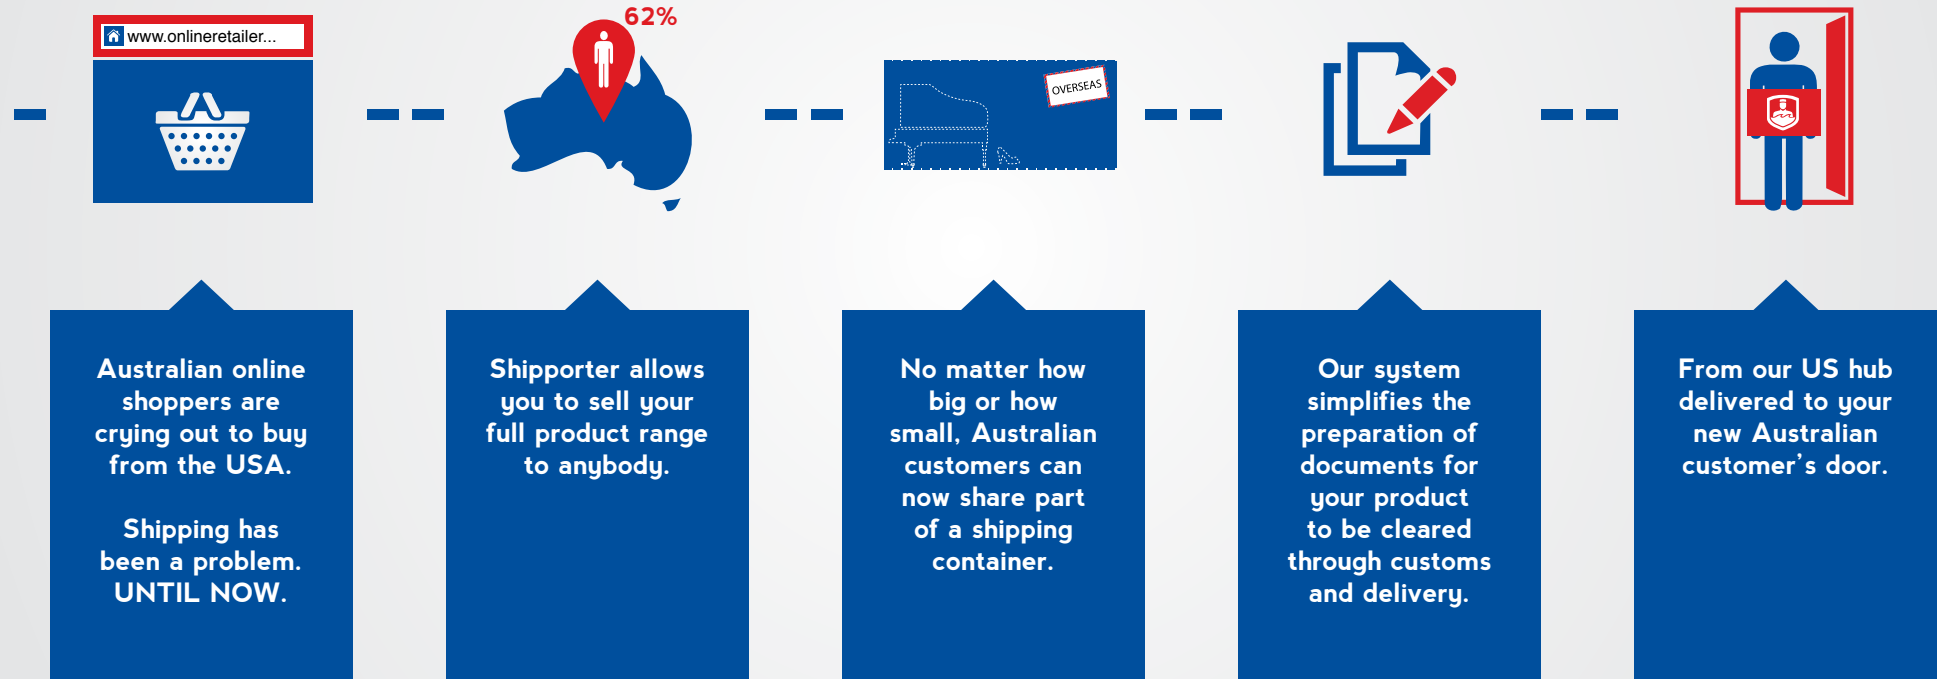 www.onlineretailer...
62%
OVERSEAS
Australian online
shoppers are
crying out to buy
from the USA.
Shipping has
been a problem.
UNTIL NOW.
Shipporter allows
you to sell your
full product range
to anybody.
No matter how
big or how
small, Australian
customers can
now share part
of a shipping
container.
Our system
simplifies the
preparation of
documents for
your product
to be cleared
through customs
and delivery.
From our US hub
delivered to your
new Australian
customer's door.